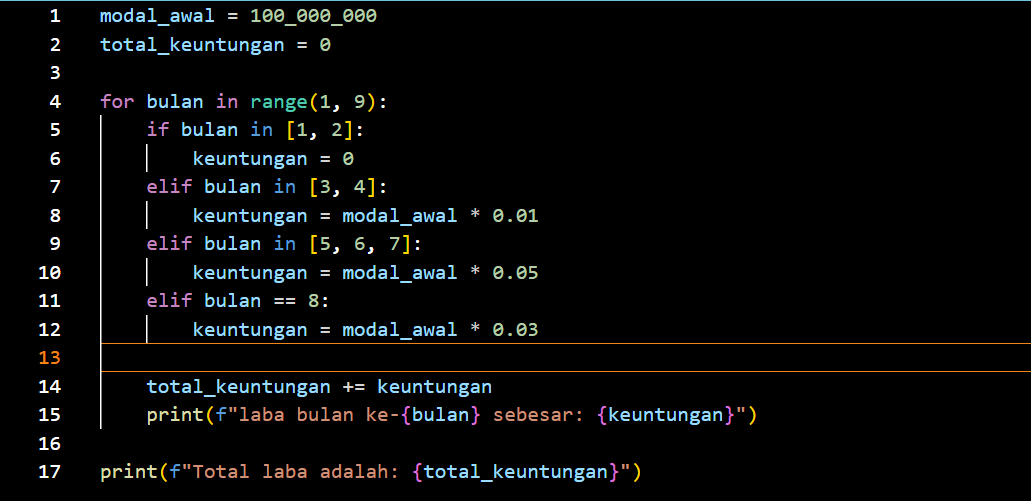 1 modal_awal = 100_000_000
2 total_keuntungan = 0
3
4 for bulan in range(1, 9):
5     if bulan in [1, 2]:
6         keuntungan = 0
7     elif bulan in [3, 4]:
8         keuntungan = modal_awal * 0.01
9     elif bulan in [5, 6, 7]:
10         keuntungan = modal_awal * 0.05
11     elif bulan == 8:
12         keuntungan = modal_awal * 0.03
13
14     total_keuntungan += keuntungan
15     print(f"laba bulan ke-{bulan} sebesar: {keuntungan}")
16
17 print(f"Total laba adalah: {total_keuntungan}")